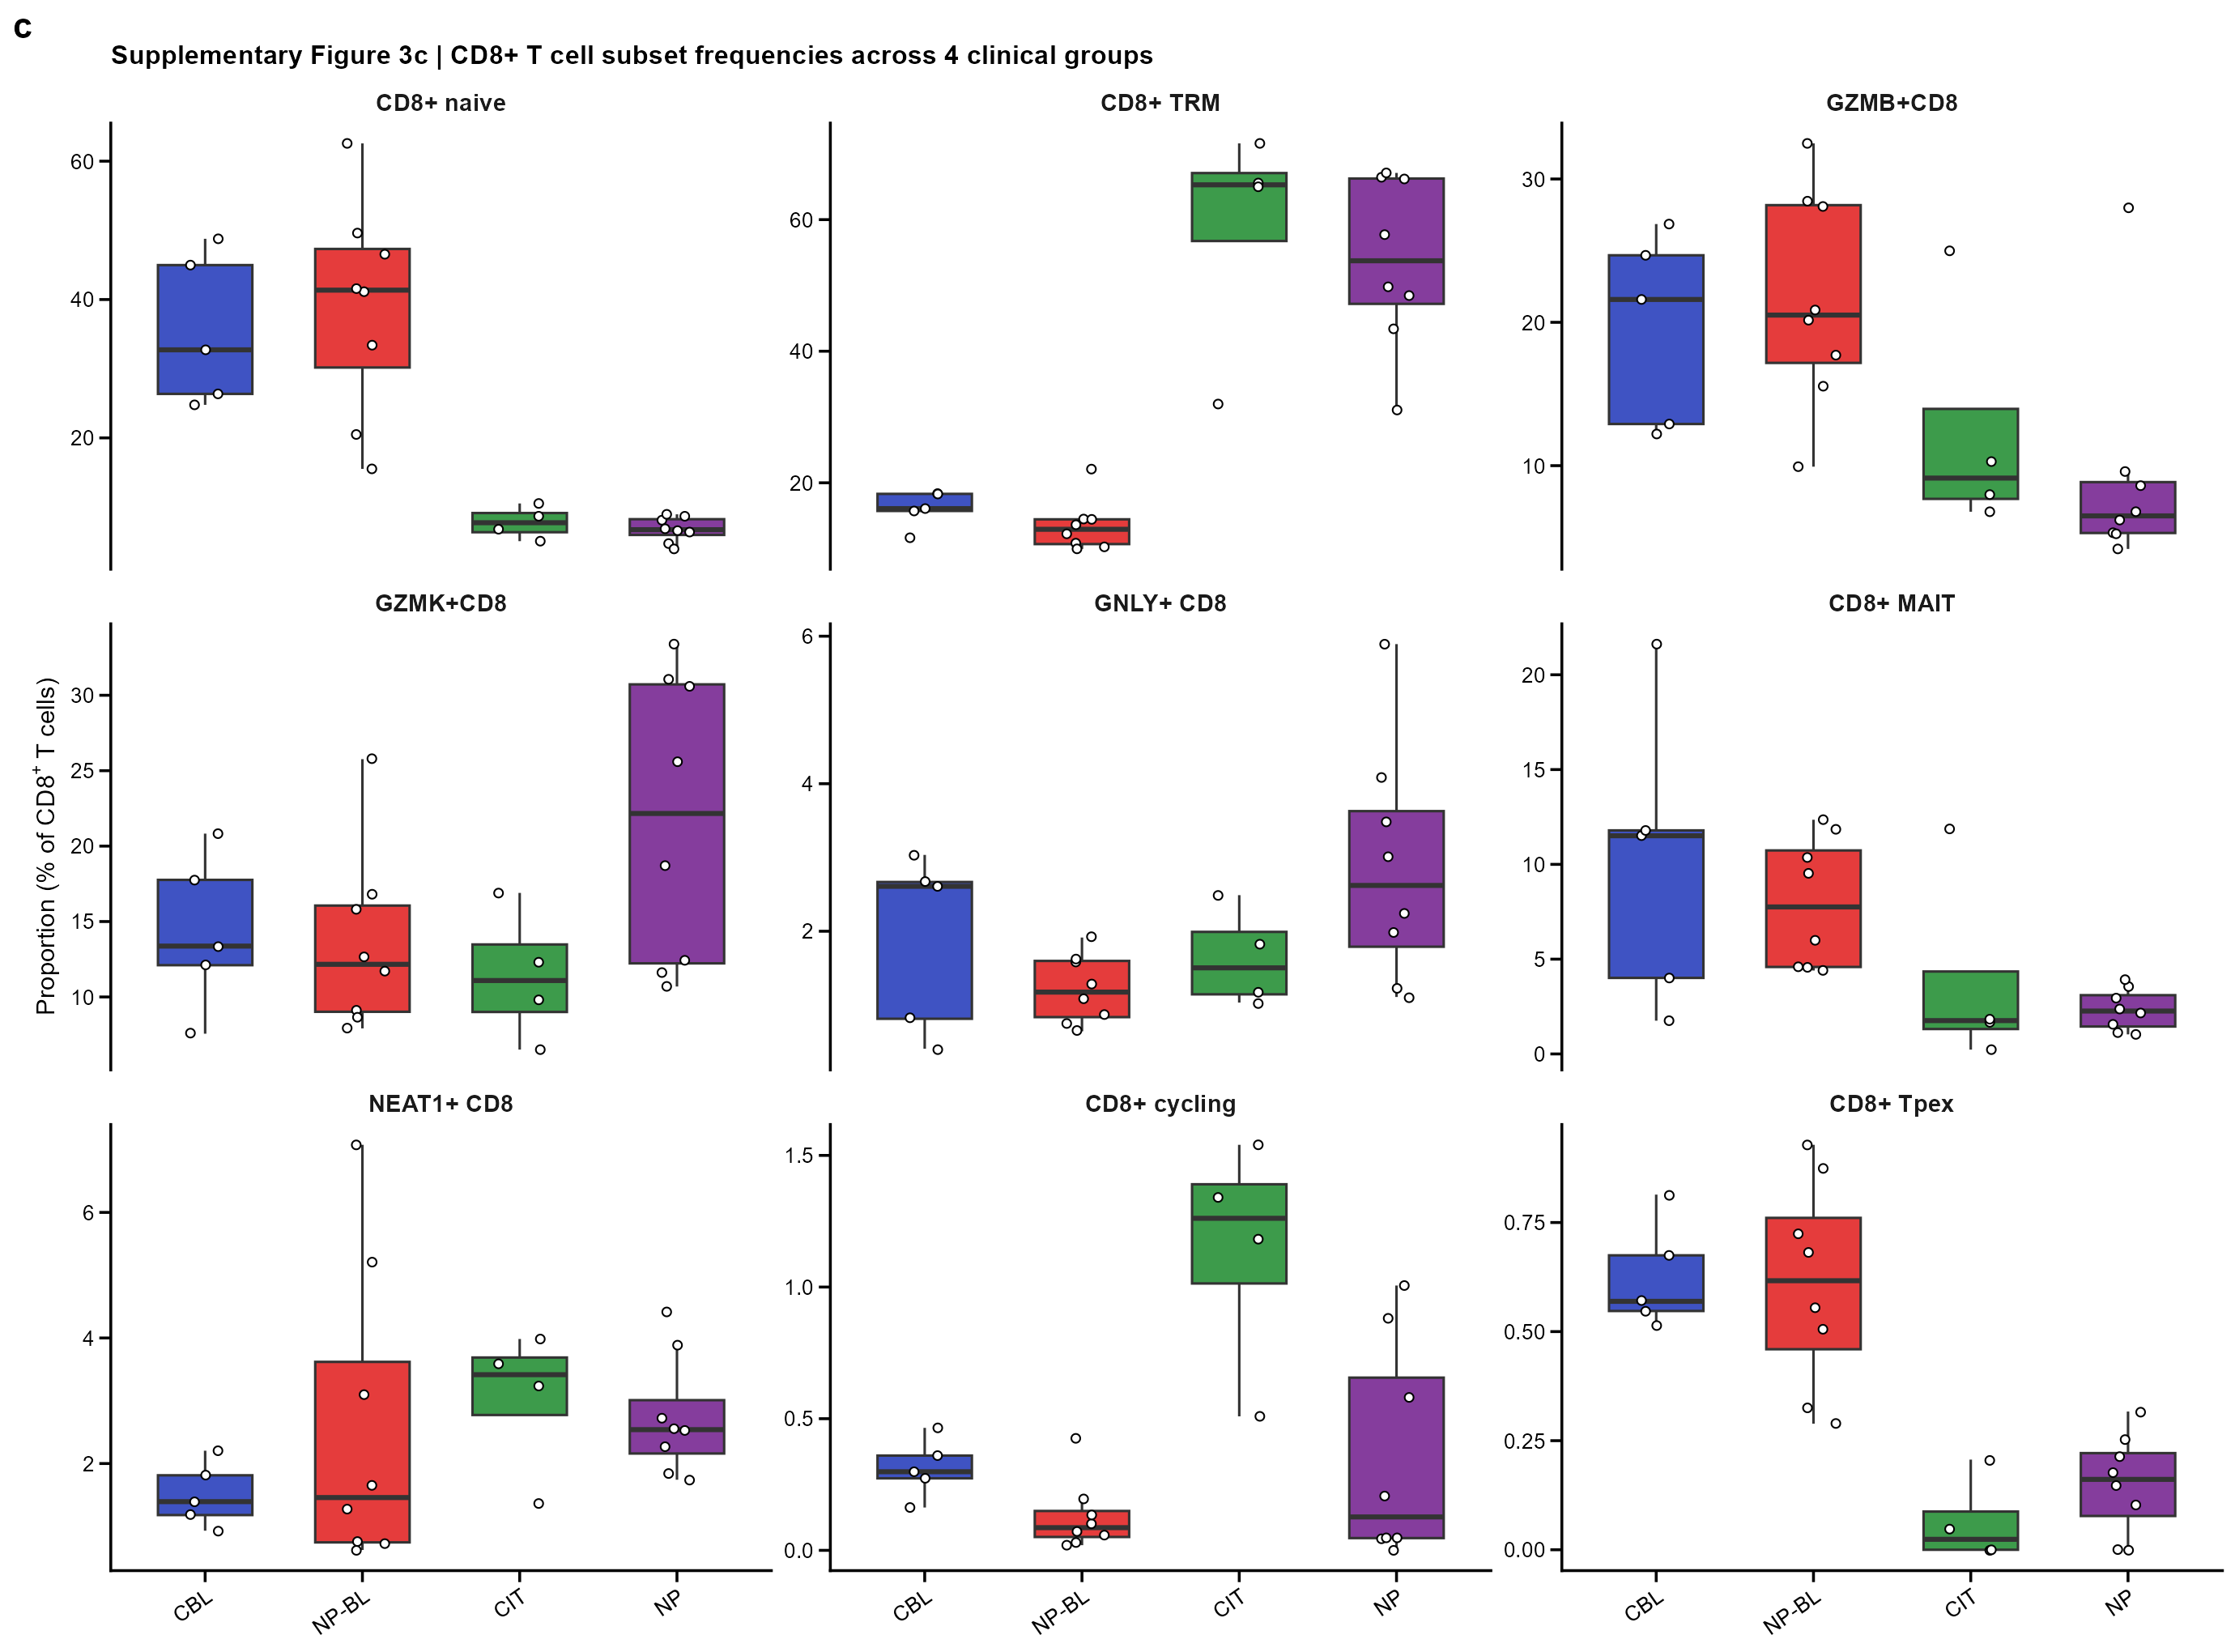 c
Supplementary Figure 3c | CD8+ T cell subset frequencies across 4 clinical groups
CD8+ naive
CD8+ TRM
GZMB+CD8
60
40
20
60
40
20
30
20
10
GZMK+CD8
GNLY+ CD8
CD8+ MAIT
Proportion (% of CD8⁺ T cells)
30
25
20
15
10
6
4
2
20
15
10
5
0
NEAT1+ CD8
CD8+ cycling
CD8+ Tpex
6
4
2
1.5
1.0
0.5
0.0
0.75
0.50
0.25
0.00
CBL
NP-BL
CIT
NP
CBL
NP-BL
CIT
NP
CBL
NP-BL
CIT
NP